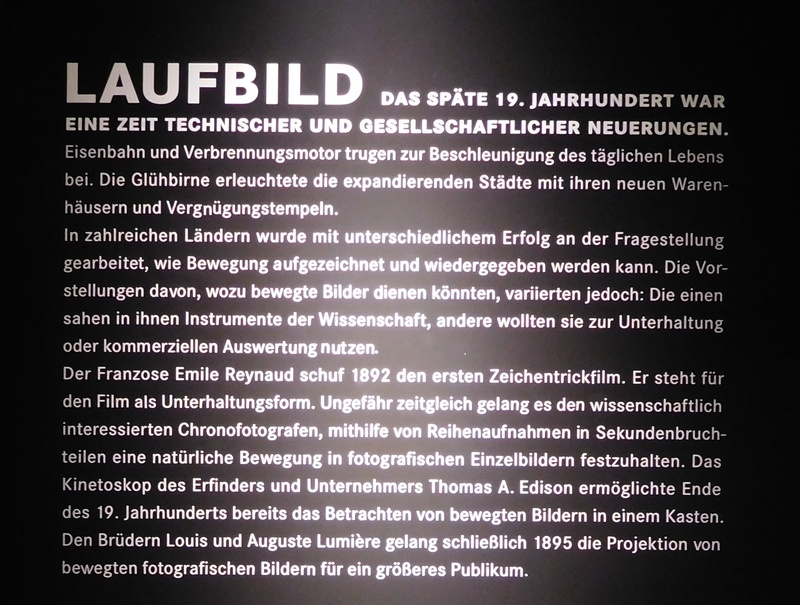 LAUFBILD DAS SPÄTE 19. JAHRHUNDERT WAR
EINE ZEIT TECHNISCHER UND GESELLSCHAFTLICHER NEUERUNGEN.
Eisenbahn und Verbrennungsmotor trugen zur Beschleunigung des täglichen Lebens
bei. Die Glühbirne erleuchtete die expandierenden Städte mit ihren neuen Waren-
häusern und Vergnügungstempeln.
In zahlreichen Ländern wurde mit unterschiedlichem Erfolg an der Fragestellung
gearbeitet, wie Bewegung aufgezeichnet und wiedergegeben werden kann. Die Vor-
stellungen davon, wozu bewegte Bilder dienen könnten, variierten jedoch: Die einen
sahen in ihnen Instrumente der Wissenschaft, andere wollten sie zur Unterhaltung
oder kommerziellen Auswertung nutzen.
Der Franzose Emile Reynaud schuf 1892 den ersten Zeichentrickfilm. Er steht für
den Film als Unterhaltungsform. Ungefähr zeitgleich gelang es den wissenschaftlich
interessierten Chronofotografen, mithilfe von Reihenaufnahmen in Sekundenbruch-
teilen eine natürliche Bewegung in fotografischen Einzelbildern festzuhalten. Das
Kinetoskop des Erfinders und Unternehmers Thomas A. Edison ermöglichte Ende
des 19. Jahrhunderts bereits das Betrachten von bewegten Bildern in einem Kasten.
Den Brüdern Louis und Auguste Lumière gelang schließlich 1895 die Projektion von
bewegten fotografischen Bildern für ein größeres Publikum.